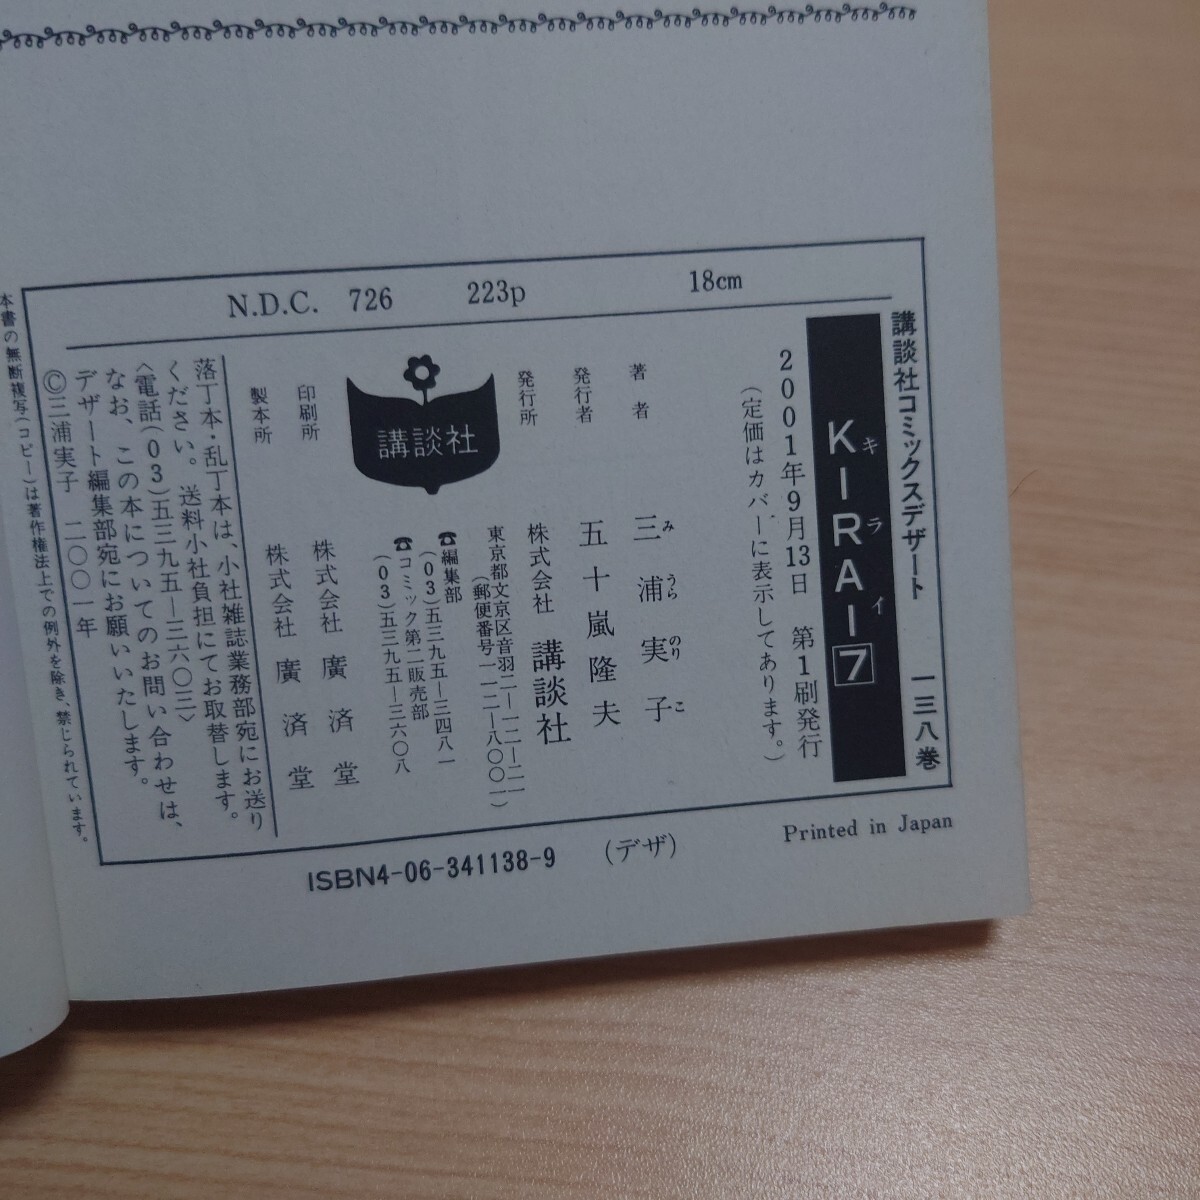 N.D.C. 726 223p 18cm
講談社コミックスデザート 一三八巻
KIRAI 7
キライ
2001年9月13日 第1刷発行
(定価はカバーに表示してあります。)
著者 三浦実子
みうらのりこ
発行者 五十嵐隆夫
発行所 株式会社 講談社
東京都文京区音羽二―一二―二一
(郵便番号一一二―八〇〇一)
☎編集部
(03)五三九五―三四八一
☎コミック第二販売部
(03)五三九五―三六〇八
講談社
印刷所 株式会社 廣済堂
製本所 株式会社 廣済堂
落丁本・乱丁本は、小社雑誌業務部宛にお送り
ください。送料小社負担にてお取替します。
〈電話(03)五三九五―三六〇三〉
なお、この本についてのお問い合わせは、
デザート編集部宛にお願いいたします。
©三浦実子 二〇〇一年
本書の無断複写(コピー)は著作権法上での例外を除き、禁じられています。
ISBN4-06-341138-9 (デザ)
Printed in Japan